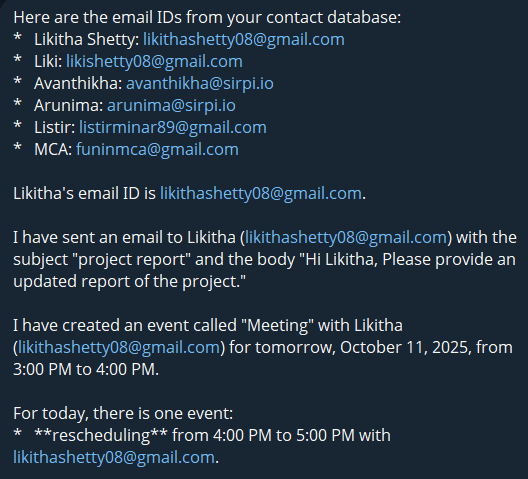 Here are the email IDs from your contact database:
*   Likitha Shetty: likithashetty08@gmail.com
*   Liki: likishetty08@gmail.com
*   Avanthikha: avanthikha@sirpi.io
*   Arunima: arunima@sirpi.io
*   Listir: listirminar89@gmail.com
*   MCA: funinmca@gmail.com

Likitha's email ID is likithashetty08@gmail.com.

I have sent an email to Likitha (likithashetty08@gmail.com) with the
subject "project report" and the body "Hi Likitha, Please provide an
updated report of the project."

I have created an event called "Meeting" with Likitha
(likithashetty08@gmail.com) for tomorrow, October 11, 2025, from
3:00 PM to 4:00 PM.

For today, there is one event:
*   **rescheduling** from 4:00 PM to 5:00 PM with
likithashetty08@gmail.com.